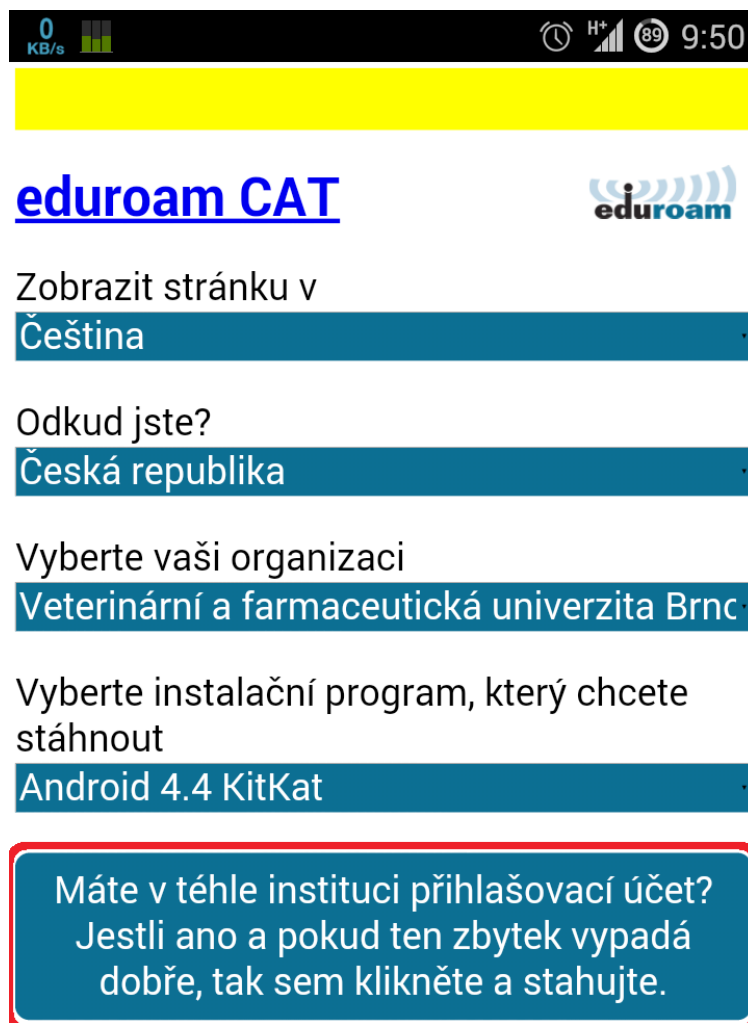 0
KB/s
H+
89
9:50
eduroam CAT
eduroam
Zobrazit stránku v
Čeština
Odkud jste?
Česká republika
Vyberte vaši organizaci
Veterinární a farmaceutická univerzita Brno
Vyberte instalační program, který chcete
stáhnout
Android 4.4 KitKat
Máte v téhle instituci přihlašovací účet?
Jestli ano a pokud ten zbytek vypadá
dobře, tak sem klikněte a stahujte.